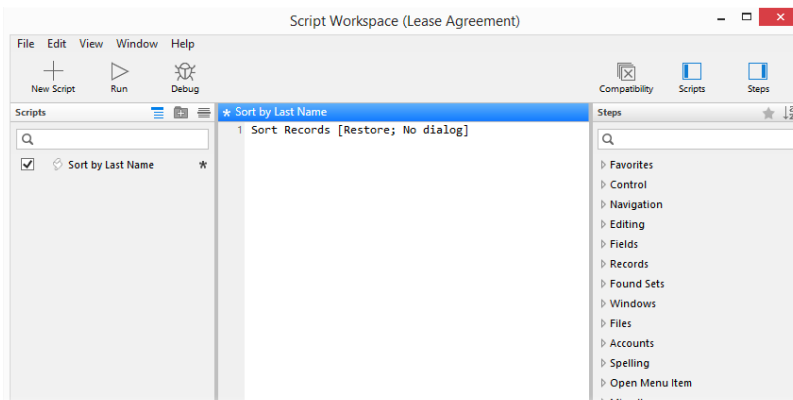 Script Workspace (Lease Agreement)
File Edit View Window Help
New Script Run Debug Compatibility Scripts Steps
Scripts
* Sort by Last Name
Steps
1 Sort Records [Restore; No dialog]
Sort by Last Name *
Favorites
Control
Navigation
Editing
Fields
Records
Found Sets
Windows
Files
Accounts
Spelling
Open Menu Item